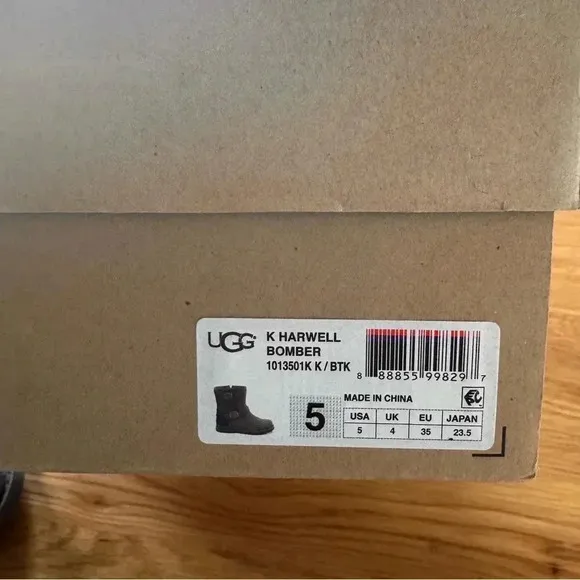 UGG
K HARWELL
BOMBER
1013501K K / BTK
8 88855 99829 7
MADE IN CHINA
5
USA UK EU JAPAN
5 4 35 23.5